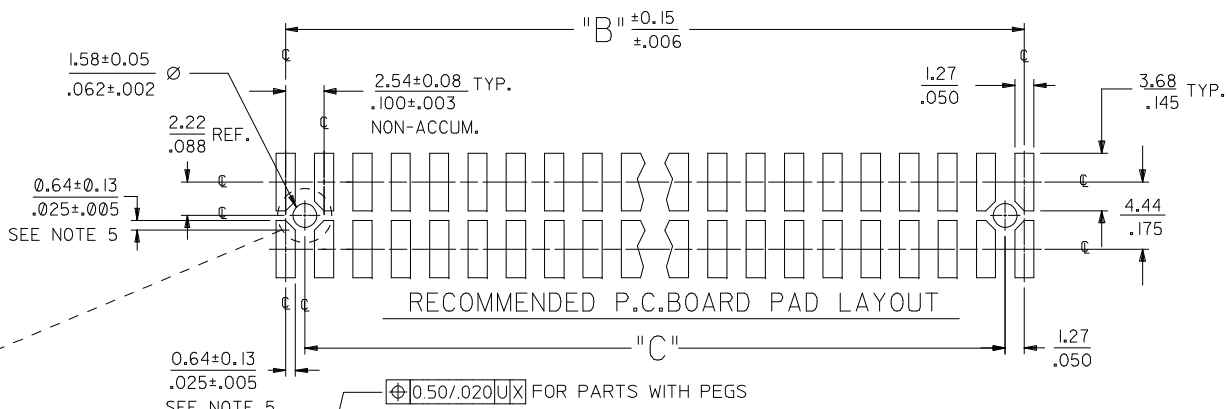 "B" ±0.15
±.006
℄
℄
1.58±0.05 Ø
.062±.002
2.54±0.08 TYP.
.100±.003
NON-ACCUM.
℄
1.27
.050
3.68 TYP.
.145
2.22 REF.
.088
℄
℄
0.64±0.13
.025±.005
SEE NOTE 5
℄
4.44
.175
℄
℄ ℄
RECOMMENDED P.C.BOARD PAD LAYOUT
"C"
1.27
.050
0.64±0.13
.025±.005
SEE NOTE 5
⌖ 0.50/.020 U X FOR PARTS WITH PEGS